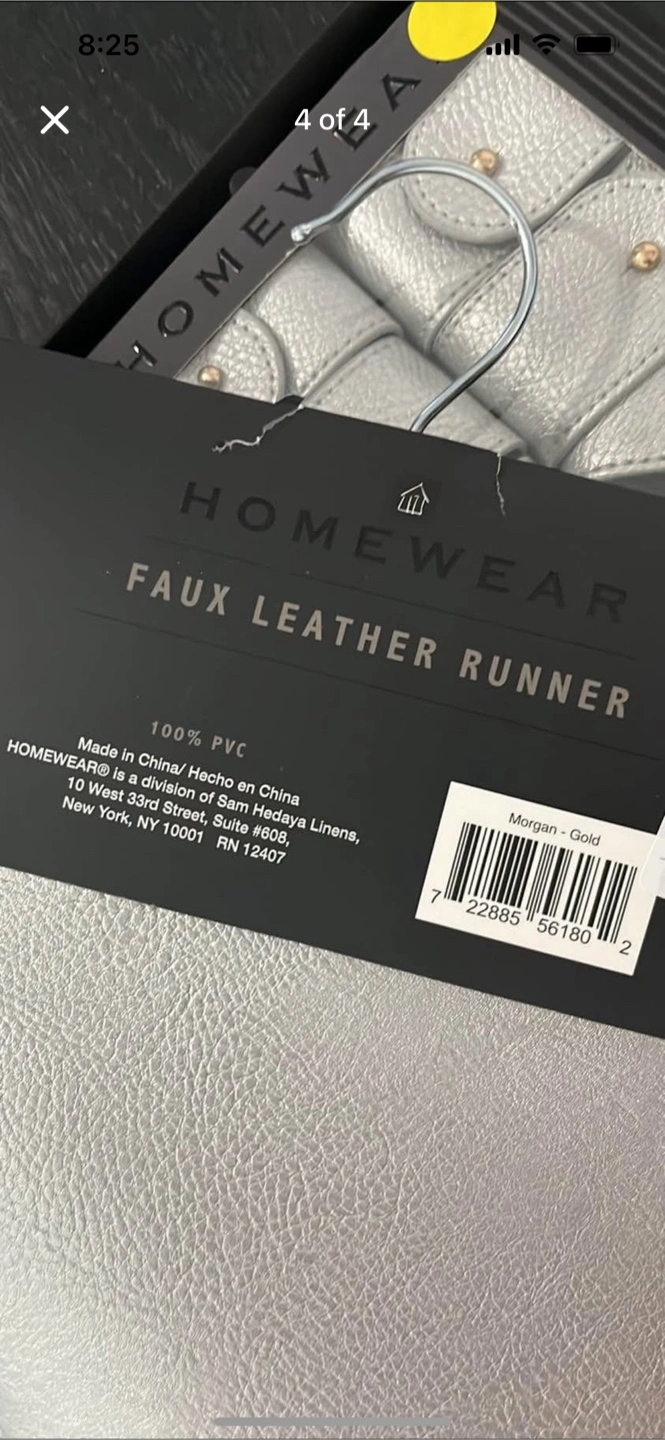 8:25
4 of 4
HOMEWEA
HOMEWEAR
FAUX LEATHER RUNNER
100% PVC
Made in China/ Hecho en China
HOMEWEAR® is a division of Sam Hedaya Linens,
10 West 33rd Street, Suite #608,
New York, NY 10001 RN 12407
Morgan - Gold
7 22885 56180 2